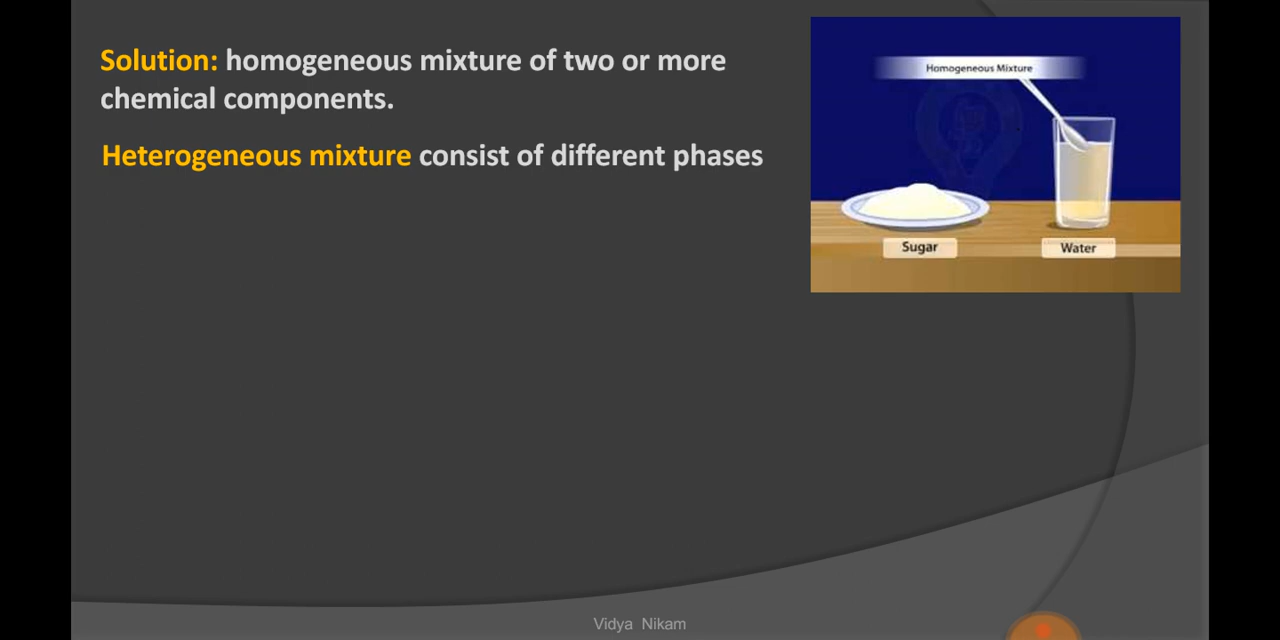 Solution: homogeneous mixture of two or more
chemical components.
Heterogeneous mixture consist of different phases
Homogeneous Mixture
Sugar
Water
Vidya Nikam